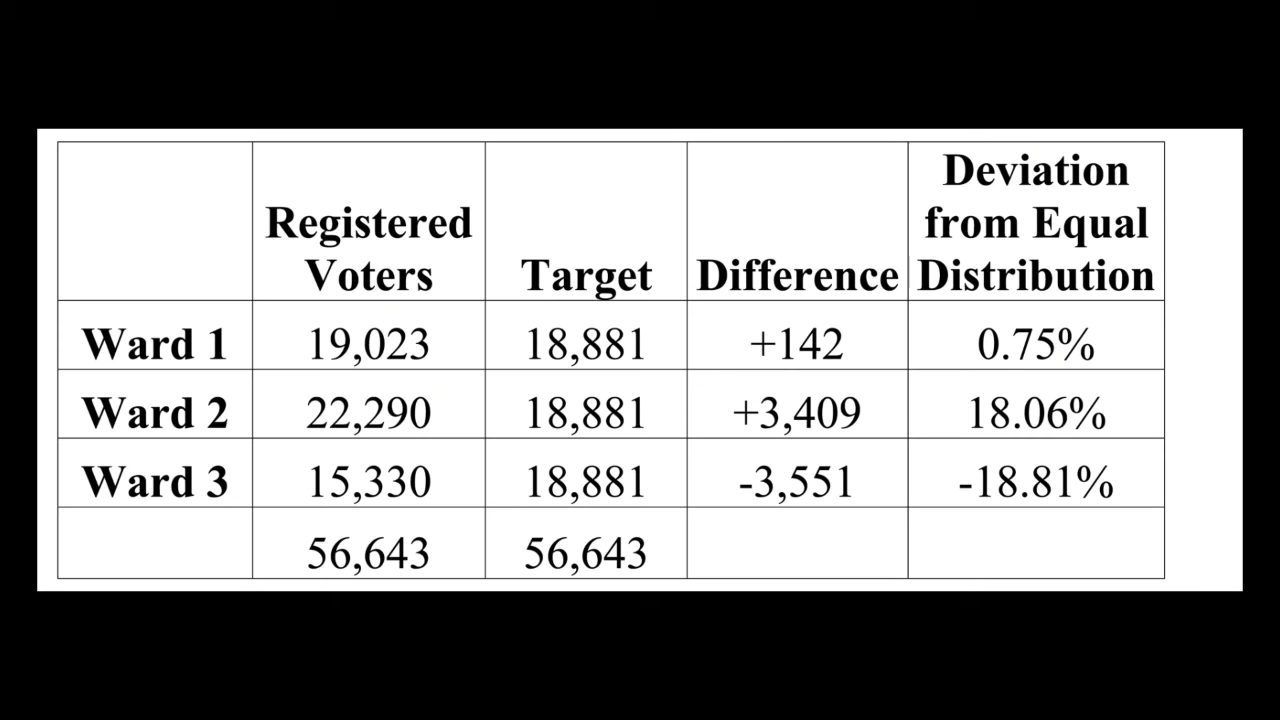 Registered Voters Target Difference Deviation from Equal Distribution
Ward 1 19,023 18,881 +142 0.75%
Ward 2 22,290 18,881 +3,409 18.06%
Ward 3 15,330 18,881 -3,551 -18.81%
56,643 56,643